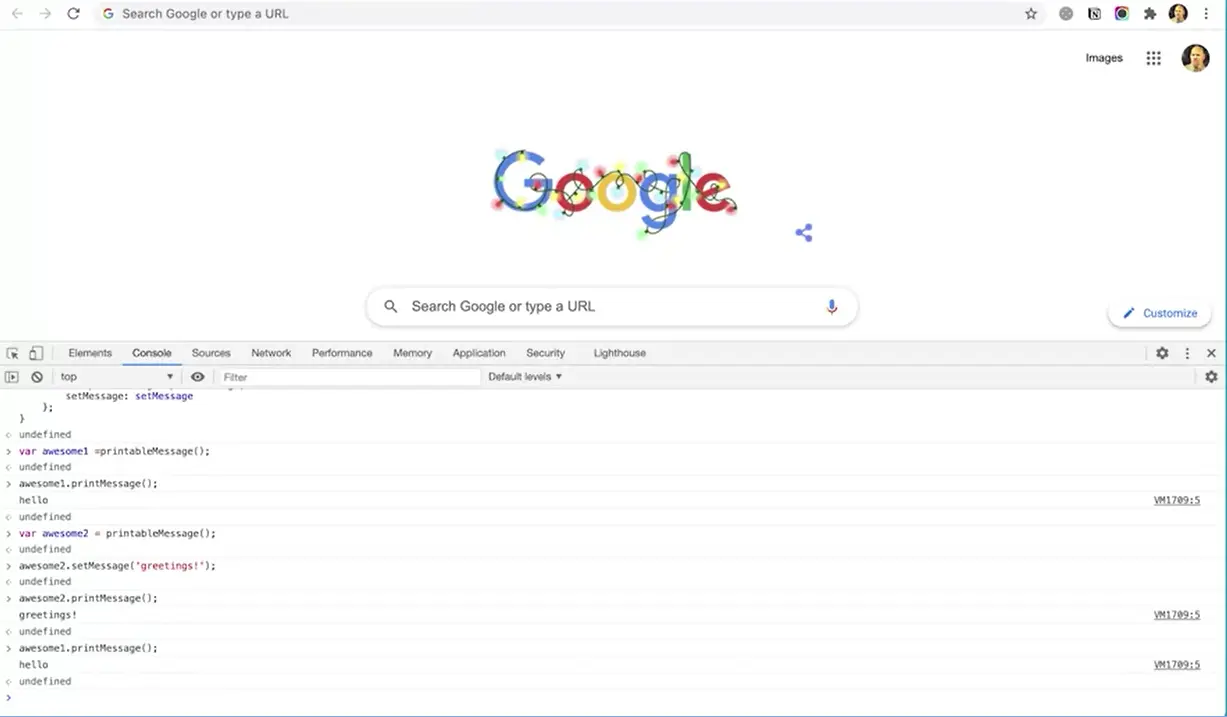 Search Google or type a URL
Images
Google
Search Google or type a URL
Customize
Elements Console Sources Network Performance Memory Application Security Lighthouse
top Filter Default levels
setMessage: setMessage
};
}
undefined
var awesome1 =printableMessage();
undefined
awesome1.printMessage();
hello VM1709:5
undefined
var awesome2 = printableMessage();
undefined
awesome2.setMessage('greetings!');
undefined
awesome2.printMessage();
greetings! VM1709:5
undefined
awesome1.printMessage();
hello VM1709:5
undefined